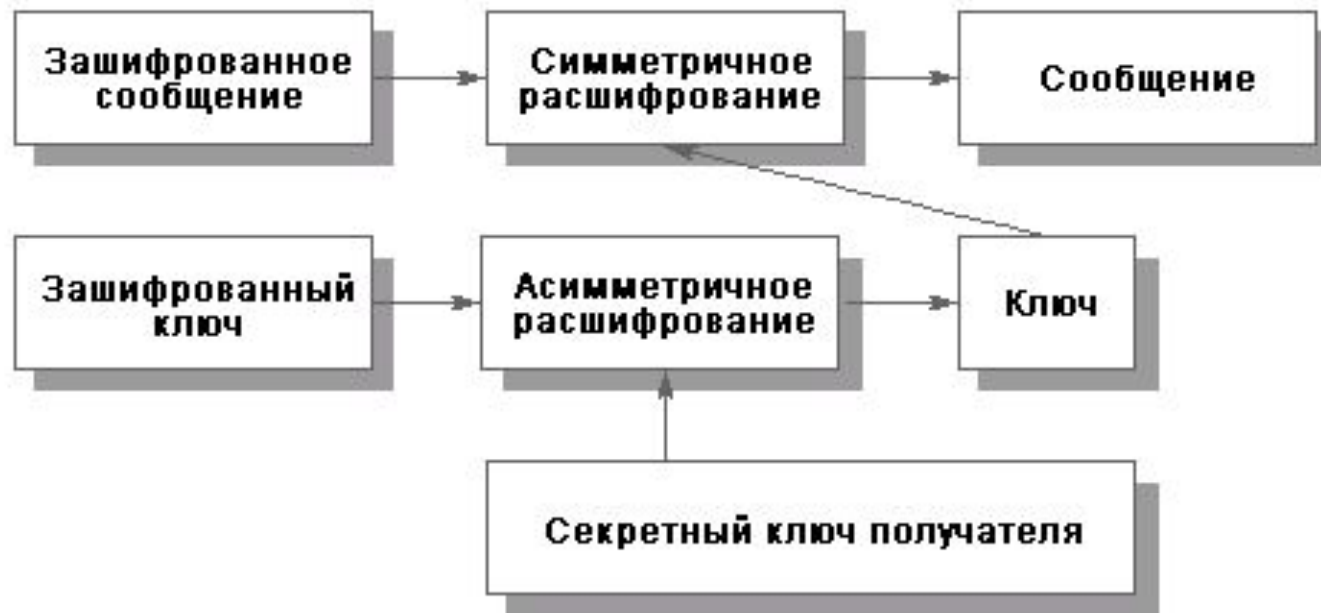 Зашифрованное
сообщение
Симметричное
расшифрование
Сообщение
Зашифрованный
ключ
Асимметричное
расшифрование
Ключ
Секретный ключ получателя